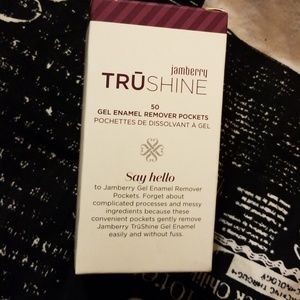 jamberry
TRŪSHINE
50
GEL ENAMEL REMOVER POCKETS
POCHETTES DE DISSOLVANT À GEL
Say hello
to Jamberry Gel Enamel Remover
Pockets. Forget about
complicated processes and messy
ingredients because these
convenient pockets gently remove
Jamberry TrūShine Gel Enamel
easily and without fuss.